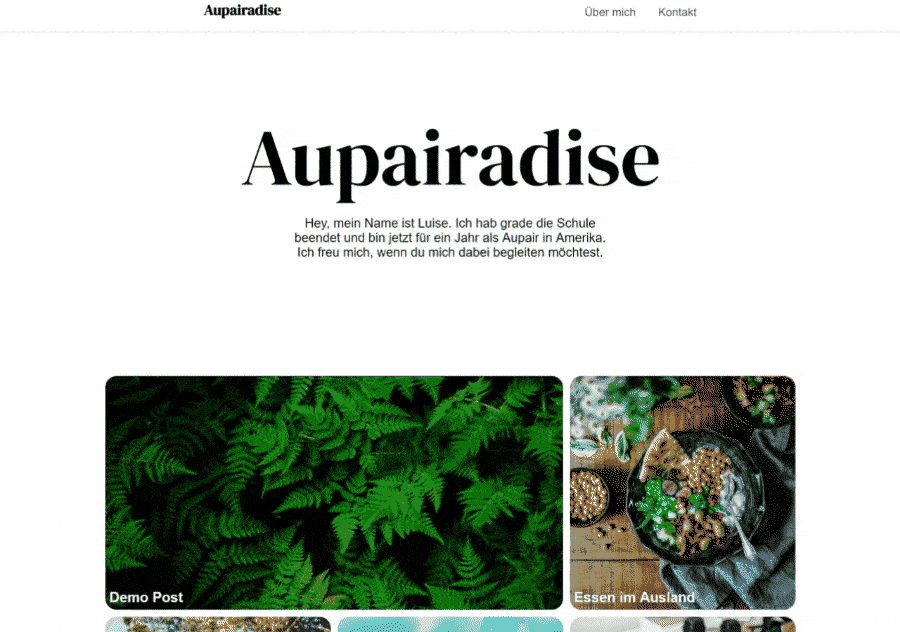 Aupairadise
Über mich
Kontakt
Aupairadise
Hey, mein Name ist Luise. Ich hab grade die Schule
beendet und bin jetzt für ein Jahr als Aupair in Amerika.
Ich freu mich, wenn du mich dabei begleiten möchtest.
Demo Post
Essen im Ausland